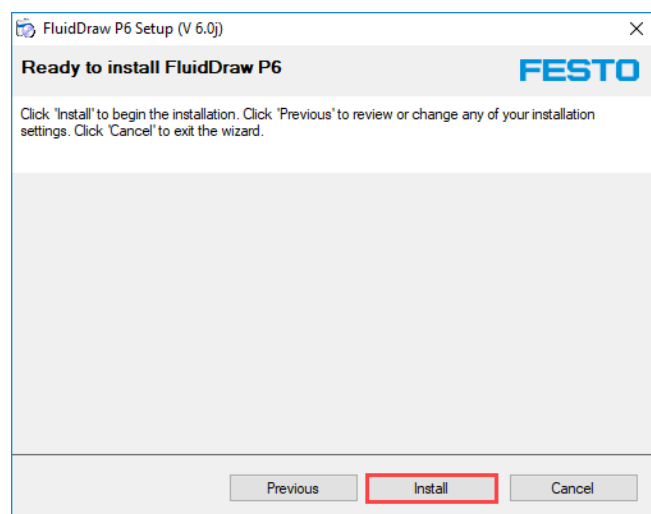 FluidDraw P6 Setup (V 6.0j)
Ready to install FluidDraw P6
FESTO
Click 'Install' to begin the installation. Click 'Previous' to review or change any of your installation
settings. Click 'Cancel' to exit the wizard.
Previous
Install
Cancel